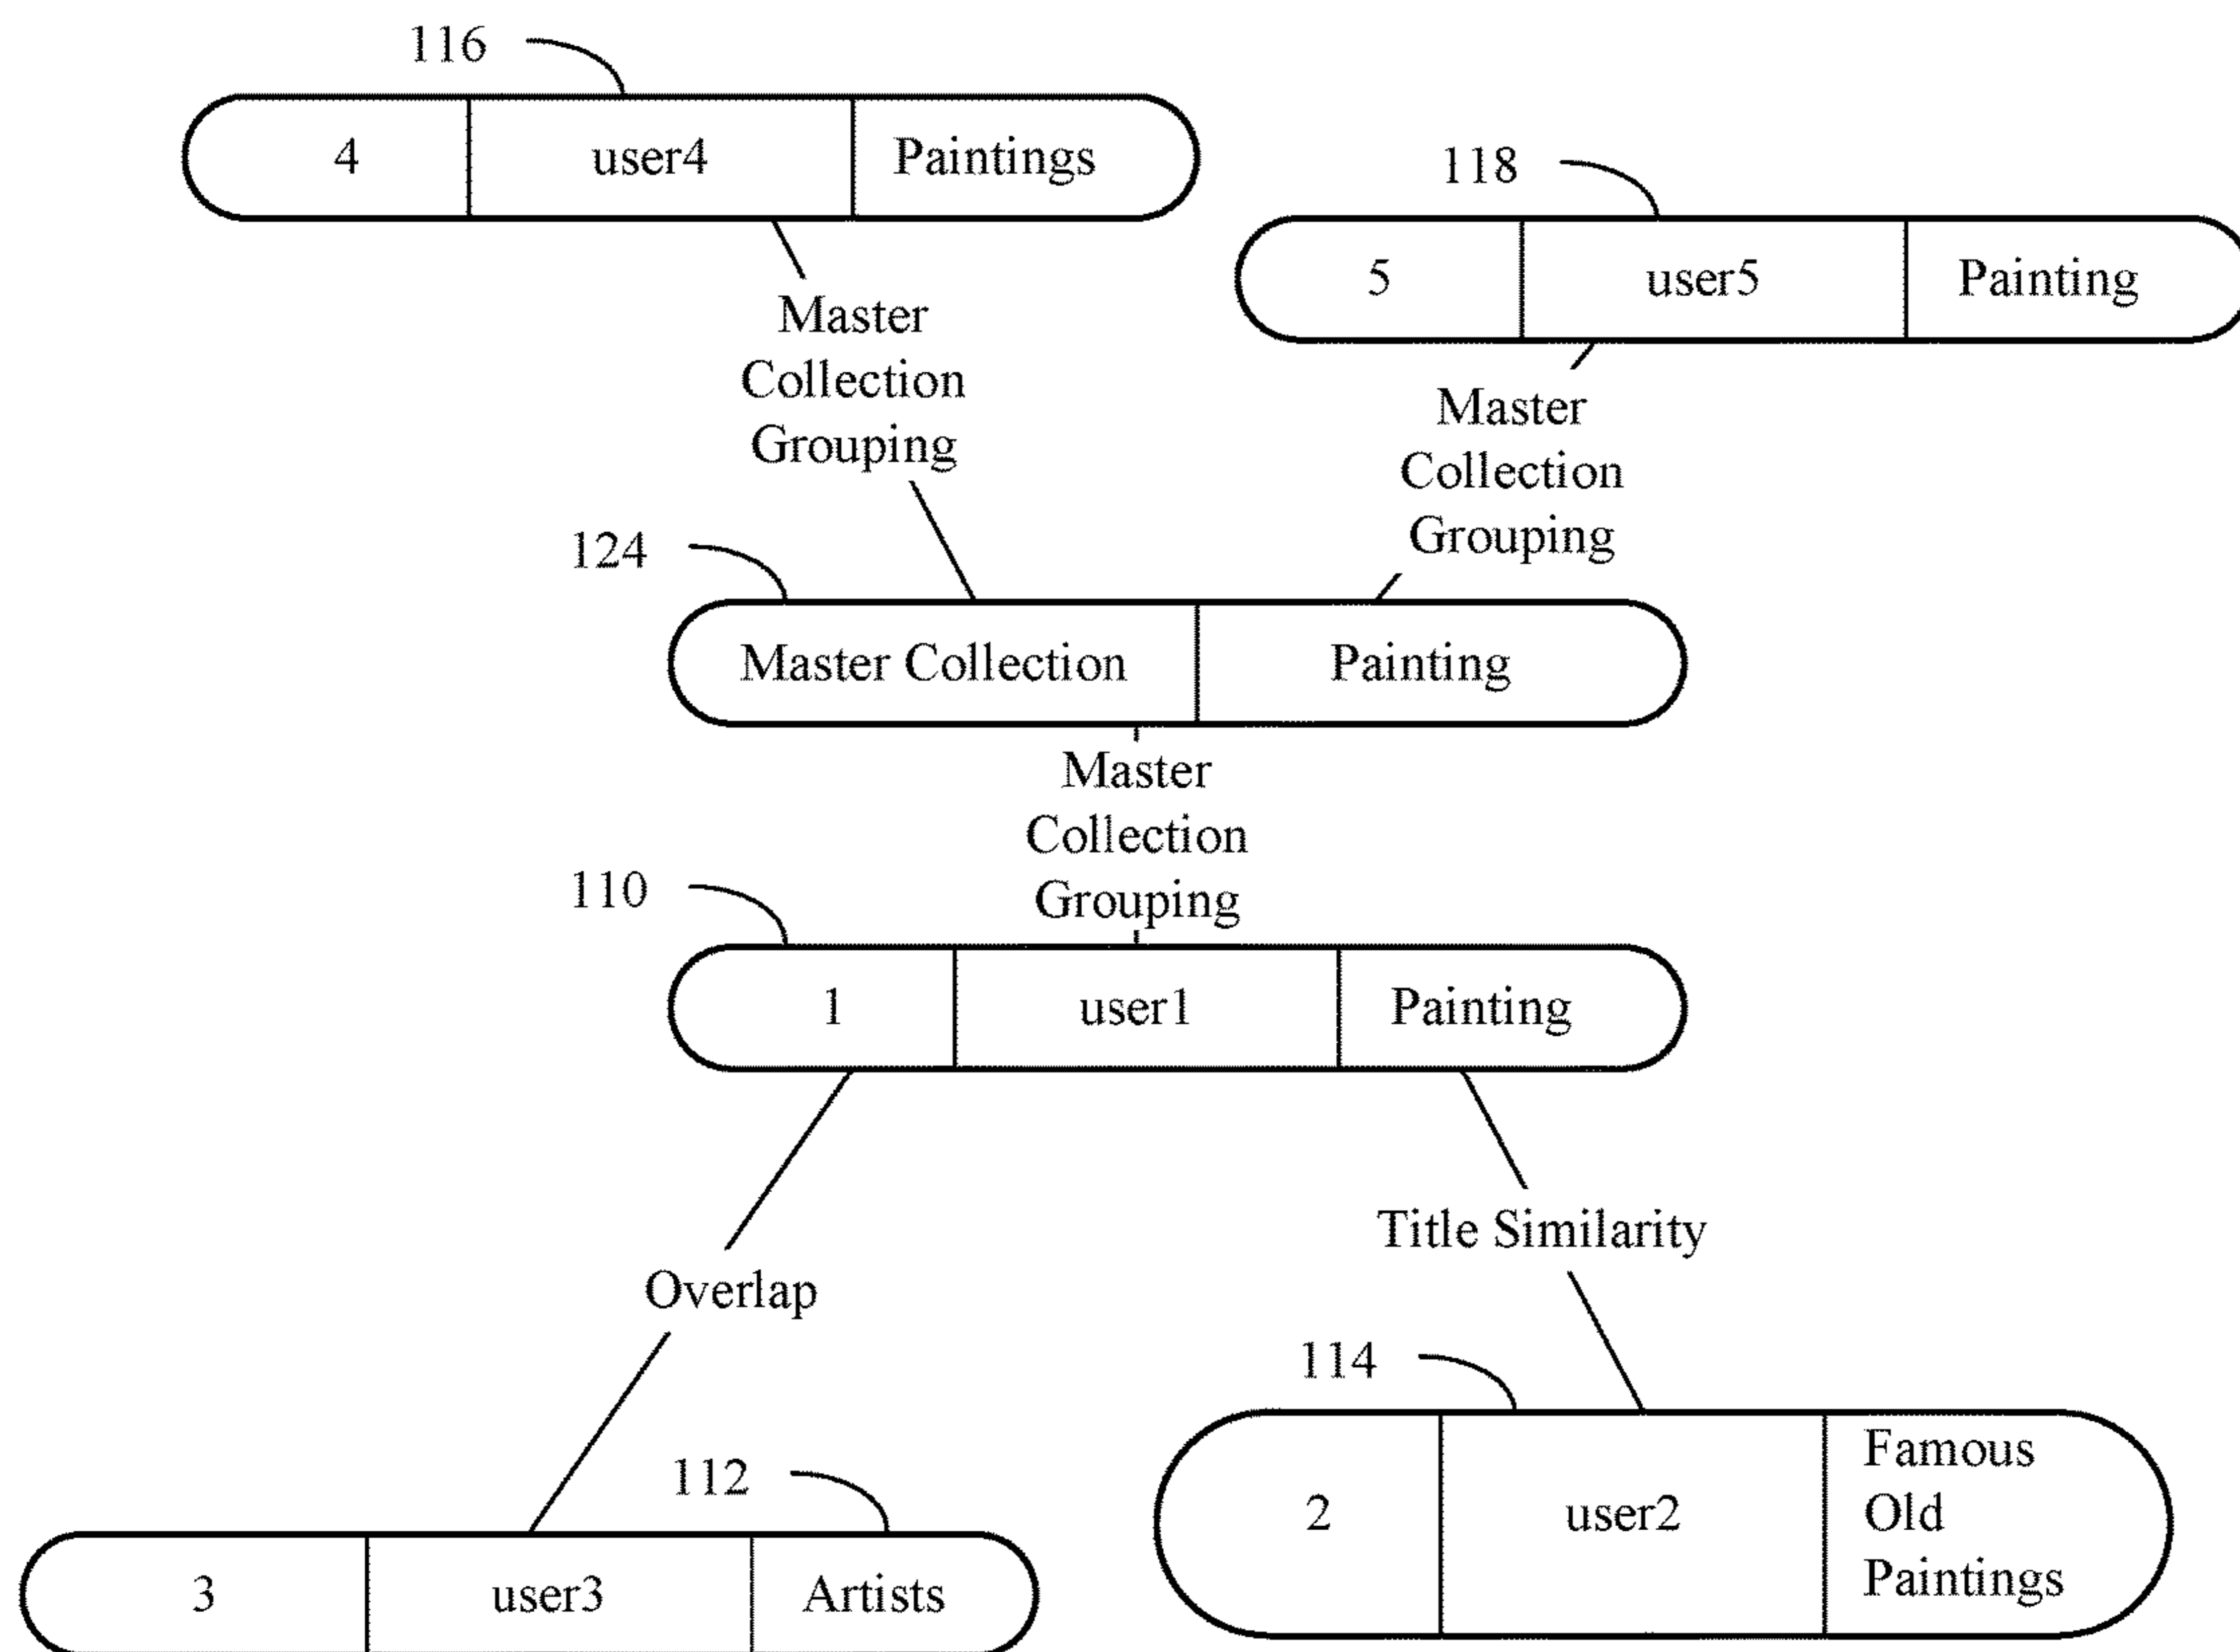 116
4 user4 Paintings
118
5 user5 Painting
Master
Collection
Grouping
Master
Collection
Grouping
124
Master Collection Painting
Master
Collection
Grouping
110
1 user1 Painting
Overlap
Title Similarity
112
3 user3 Artists
114
2 user2 Famous
Old
Paintings